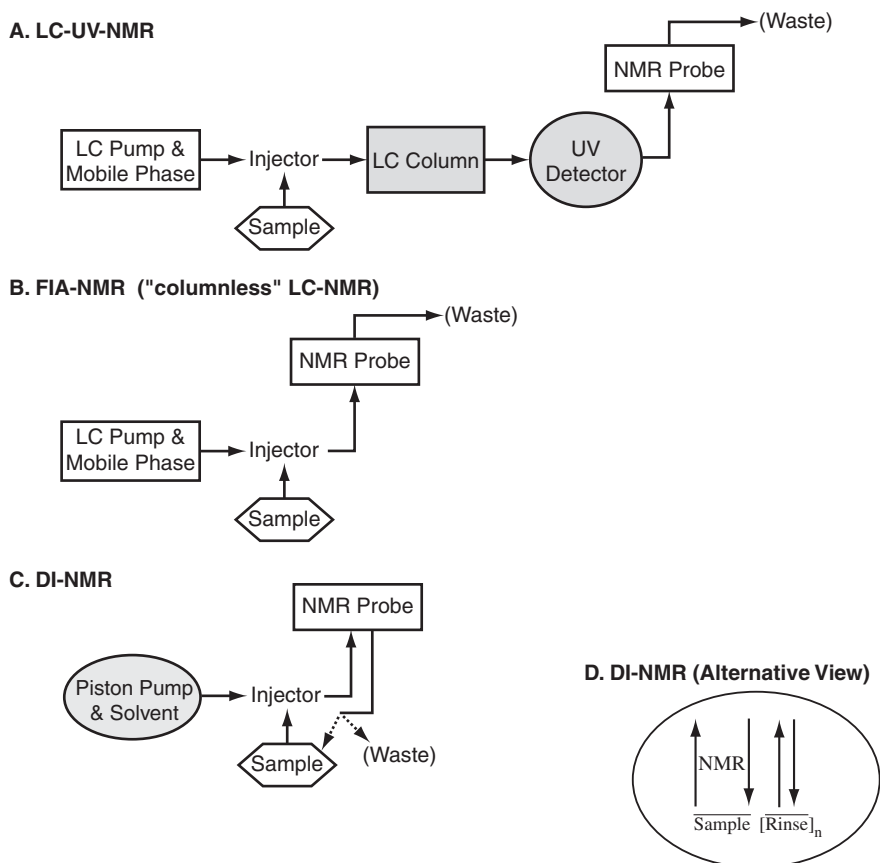 A. LC-UV-NMR
(Waste)
NMR Probe
LC Pump &
Mobile Phase
Injector
LC Column
UV
Detector
Sample
B. FIA-NMR ("columnless" LC-NMR)
(Waste)
NMR Probe
LC Pump &
Mobile Phase
Injector
Sample
C. DI-NMR
NMR Probe
Piston Pump
& Solvent
Injector
Sample
(Waste)
D. DI-NMR (Alternative View)
NMR
Sample [Rinse]n